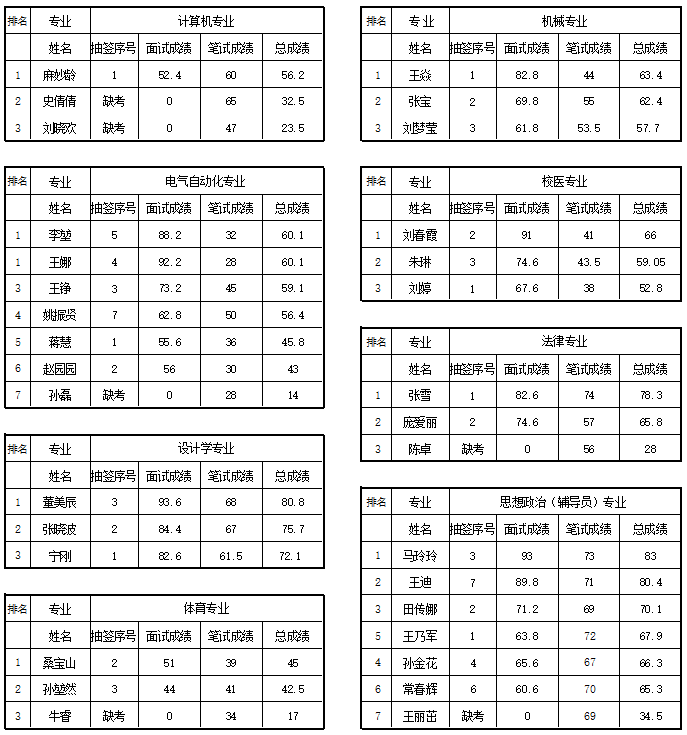 排名 专业 计算机专业
姓名 抽签序号 面试成绩 笔试成绩 总成绩
1 麻妙龄 1 52.4 60 56.2
2 史倩倩 缺考 0 65 32.5
3 刘晓欢 缺考 0 47 23.5
排名 专业 电气自动化专业
姓名 抽签序号 面试成绩 笔试成绩 总成绩
1 李堃 5 88.2 32 60.1
1 王娜 4 92.2 28 60.1
3 王铮 3 73.2 45 59.1
4 姚振贤 7 62.8 50 56.4
5 蒋慧 1 55.6 36 45.8
6 赵园园 2 56 30 43
7 孙磊 缺考 0 28 14
排名 专业 设计学专业
姓名 抽签序号 面试成绩 笔试成绩 总成绩
1 董美辰 3 93.6 68 80.8
2 张晓波 2 84.4 67 75.7
3 宁刚 1 82.6 61.5 72.1
排名 专业 体育专业
姓名 抽签序号 面试成绩 笔试成绩 总成绩
1 桑宝山 2 51 39 45
2 孙堃然 3 44 41 42.5
3 牛睿 缺考 0 34 17
排名 专业 机械专业
姓名 抽签序号 面试成绩 笔试成绩 总成绩
1 王焱 1 82.8 44 63.4
2 张宝 2 69.8 55 62.4
3 刘梦莹 3 61.8 53.5 57.7
排名 专业 校医专业
姓名 抽签序号 面试成绩 笔试成绩 总成绩
1 刘春霞 2 91 41 66
2 朱琳 3 74.6 43.5 59.05
3 刘婷 1 67.6 38 52.8
排名 专业 法律专业
姓名 抽签序号 面试成绩 笔试成绩 总成绩
1 张雪 1 82.6 74 78.3
2 庞爱丽 2 74.6 57 65.8
3 陈卓 缺考 0 56 28
排名 专业 思想政治（辅导员）专业
姓名 抽签序号 面试成绩 笔试成绩 总成绩
1 马玲玲 3 93 73 83
2 王迪 7 89.8 71 80.4
3 田传娜 2 71.2 69 70.1
5 王乃军 1 63.8 72 67.9
4 孙金花 4 65.6 67 66.3
6 常春辉 6 60.6 70 65.3
7 王丽茁 缺考 0 69 34.5